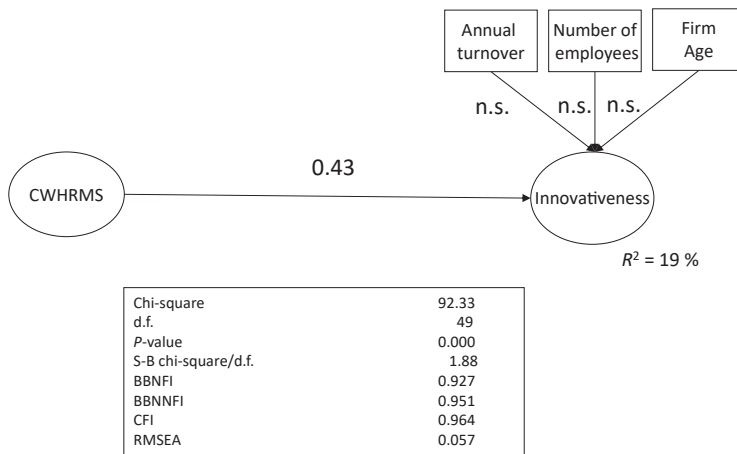 Annual
turnover
Number of
employees
Firm
Age
n.s.
n.s.
n.s.
0.43
CWHRMS
Innovativeness
R² = 19 %
Chi-square 92.33
d.f. 49
P-value 0.000
S-B chi-square/d.f. 1.88
BBNFI 0.927
BBNNFI 0.951
CFI 0.964
RMSEA 0.057